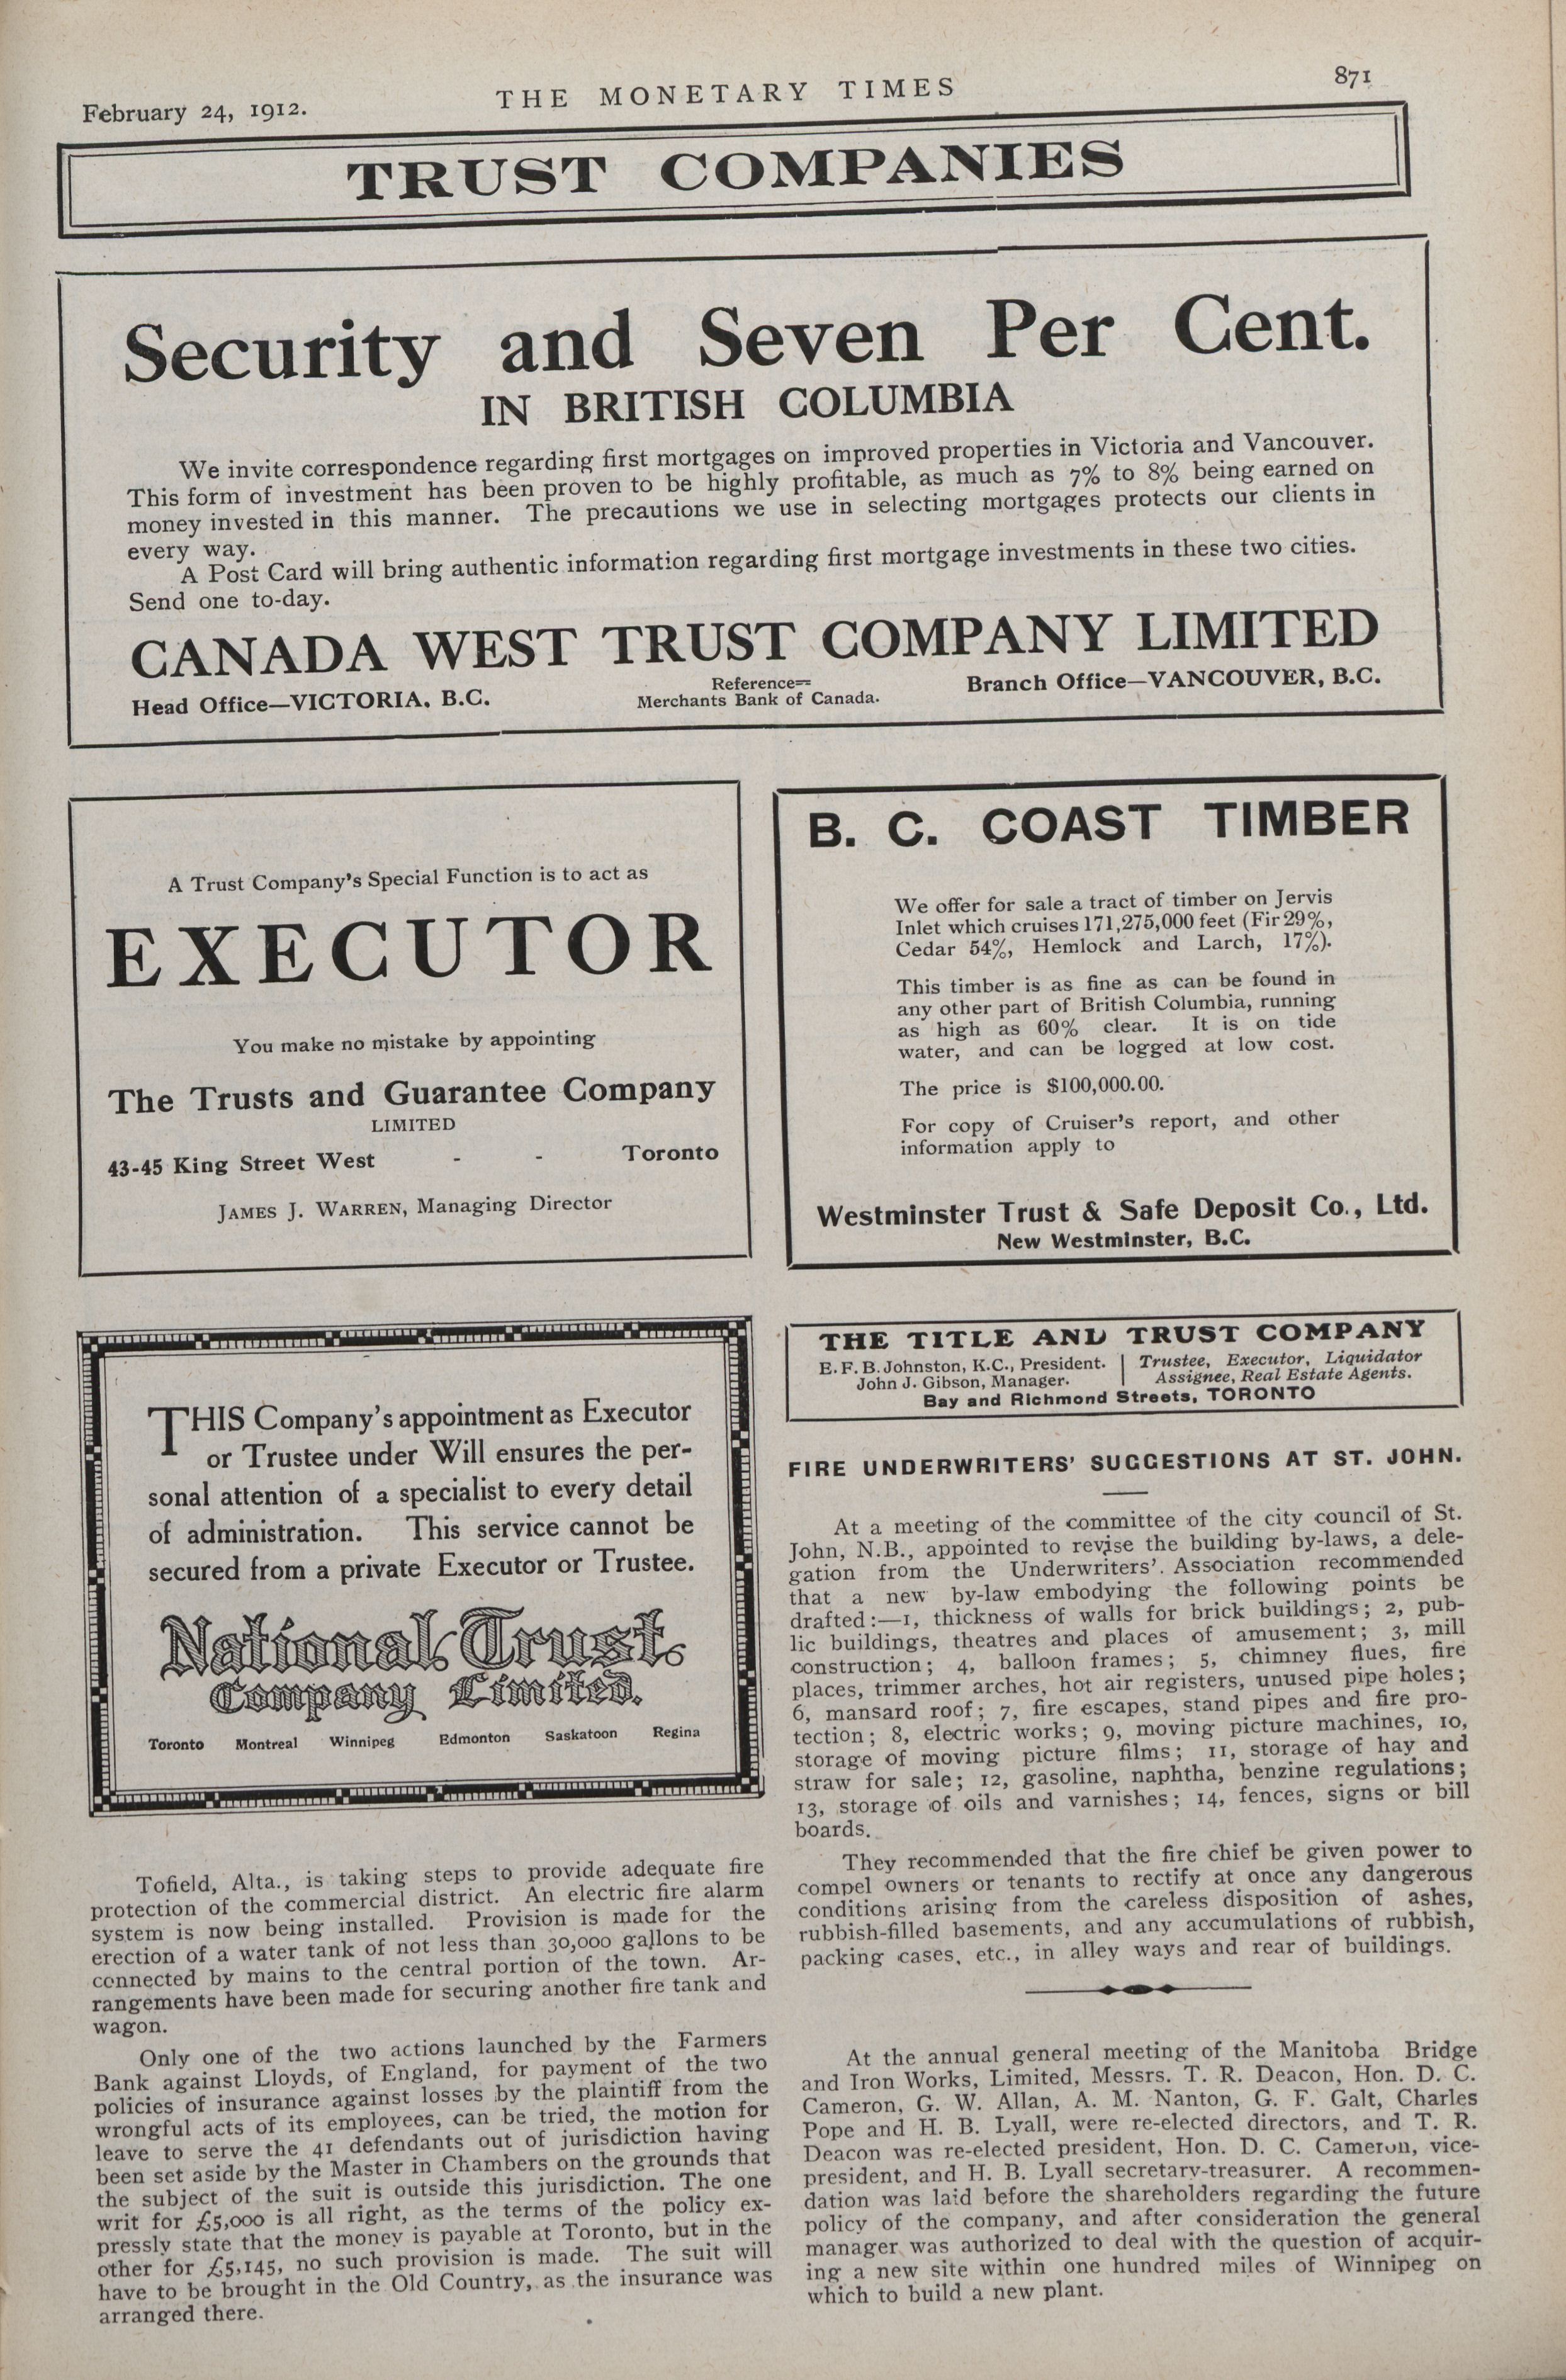 February 24, 1912.
THE MONETARY TIMES
871
TRUST COMPANIES
Security and Seven Per Cent.
IN BRITISH COLUMBIA
We invite correspondence regarding first mortgages on improved properties in Victoria and Vancouver.
This form of investment has been proven to be highly profitable, as much as 7% to 8% being earned on
money invested in this manner. The precautions we use in selecting mortgages protects our clients in
every way.
A Post Card will bring authentic information regarding first mortgage investments in these two cities.
Send one to-day.
CANADA WEST TRUST COMPANY LIMITED
Head Office—VICTORIA, B.C.
Reference—
Merchants Bank of Canada.
Branch Office—VANCOUVER, B.C.
A Trust Company's Special Function is to act as
EXECUTOR
You make no mistake by appointing
The Trusts and Guarantee Company
LIMITED
43-45 King Street West - - Toronto
JAMES J. WARREN, Managing Director
B. C. COAST TIMBER
We offer for sale a tract of timber on Jervis
Inlet which cruises 171,275,000 feet (Fir 29%,
Cedar 54%, Hemlock and Larch, 17%).
This timber is as fine as can be found in
any other part of British Columbia, running
as high as 60% clear. It is on tide
water, and can be logged at low cost.
The price is $100,000.00.
For copy of Cruiser's report, and other
information apply to
Westminster Trust & Safe Deposit Co., Ltd.
New Westminster, B.C.
THIS Company's appointment as Executor
or Trustee under Will ensures the per-
sonal attention of a specialist to every detail
of administration. This service cannot be
secured from a private Executor or Trustee.
National Trust
Company Limited.
Toronto Montreal Winnipeg Edmonton Saskatoon Regina
Tofield, Alta., is taking steps to provide adequate fire
protection of the commercial district. An electric fire alarm
system is now being installed. Provision is made for the
erection of a water tank of not less than 30,000 gallons to be
connected by mains to the central portion of the town. Ar-
rangements have been made for securing another fire tank and
wagon.
Only one of the two actions launched by the Farmers
Bank against Lloyds, of England, for payment of the two
policies of insurance against losses by the plaintiff from the
wrongful acts of its employees, can be tried, the motion for
leave to serve the 41 defendants out of jurisdiction having
been set aside by the Master in Chambers on the grounds that
the subject of the suit is outside this jurisdiction. The one
writ for £5,000 is all right, as the terms of the policy ex-
pressly state that the money is payable at Toronto, but in the
other for £5,145, no such provision is made. The suit will
have to be brought in the Old Country, as the insurance was
arranged there.
THE TITLE AND TRUST COMPANY
E. F. B. Johnston, K.C., President.
John J. Gibson, Manager.
Trustee, Executor, Liquidator
Assignee, Real Estate Agents.
Bay and Richmond Streets, TORONTO
FIRE UNDERWRITERS' SUGGESTIONS AT ST. JOHN.
At a meeting of the committee of the city council of St.
John, N.B., appointed to revise the building by-laws, a dele-
gation from the Underwriters'. Association recommended
that a new by-law embodying the following points be
drafted:—1, thickness of walls for brick buildings; 2, pub-
lic buildings, theatres and places of amusement; 3, mill
construction; 4, balloon frames; 5, chimney flues, fire
places, trimmer arches, hot air registers, unused pipe holes;
6, mansard roof; 7, fire escapes, stand pipes and fire pro-
tection; 8, electric works; 9, moving picture machines, 10,
storage of moving picture films; 11, storage of hay and
straw for sale; 12, gasoline, naphtha, benzine regulations;
13, storage of oils and varnishes; 14, fences, signs or bill
boards.
They recommended that the fire chief be given power to
compel owners or tenants to rectify at once any dangerous
conditions arising from the careless disposition of ashes,
rubbish-filled basements, and any accumulations of rubbish,
packing cases, etc., in alley ways and rear of buildings.
At the annual general meeting of the Manitoba Bridge
and Iron Works, Limited, Messrs. T. R. Deacon, Hon. D. C.
Cameron, G. W. Allan, A. M. Nanton, G. F. Galt, Charles
Pope and H. B. Lyall, were re-elected directors, and T. R.
Deacon was re-elected president, Hon. D. C. Cameron, vice-
president, and H. B. Lyall secretary-treasurer. A recommen-
dation was laid before the shareholders regarding the future
policy of the company, and after consideration the general
manager was authorized to deal with the question of acquir-
ing a new site within one hundred miles of Winnipeg on
which to build a new plant.